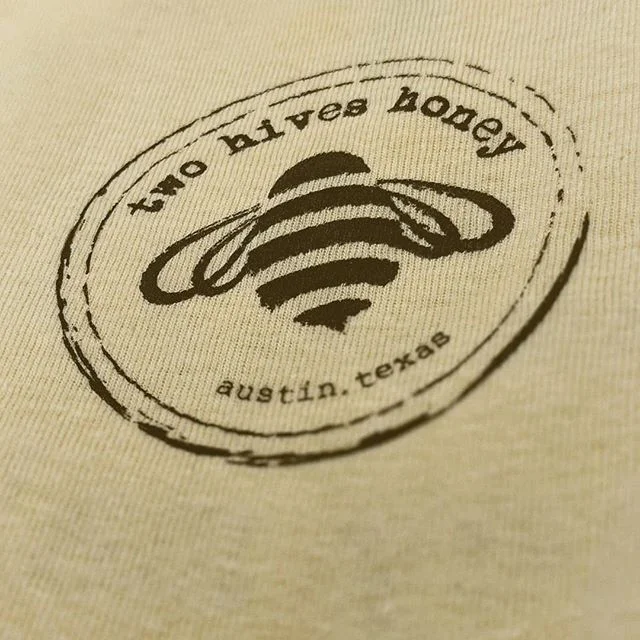 two hives honey
austin.texas